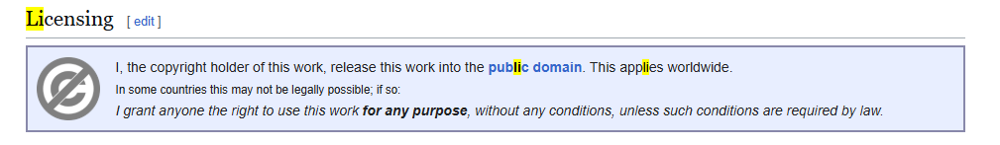 Licensing [ edit ]
I, the copyright holder of this work, release this work into the public domain. This applies worldwide.
In some countries this may not be legally possible; if so:
I grant anyone the right to use this work for any purpose, without any conditions, unless such conditions are required by law.